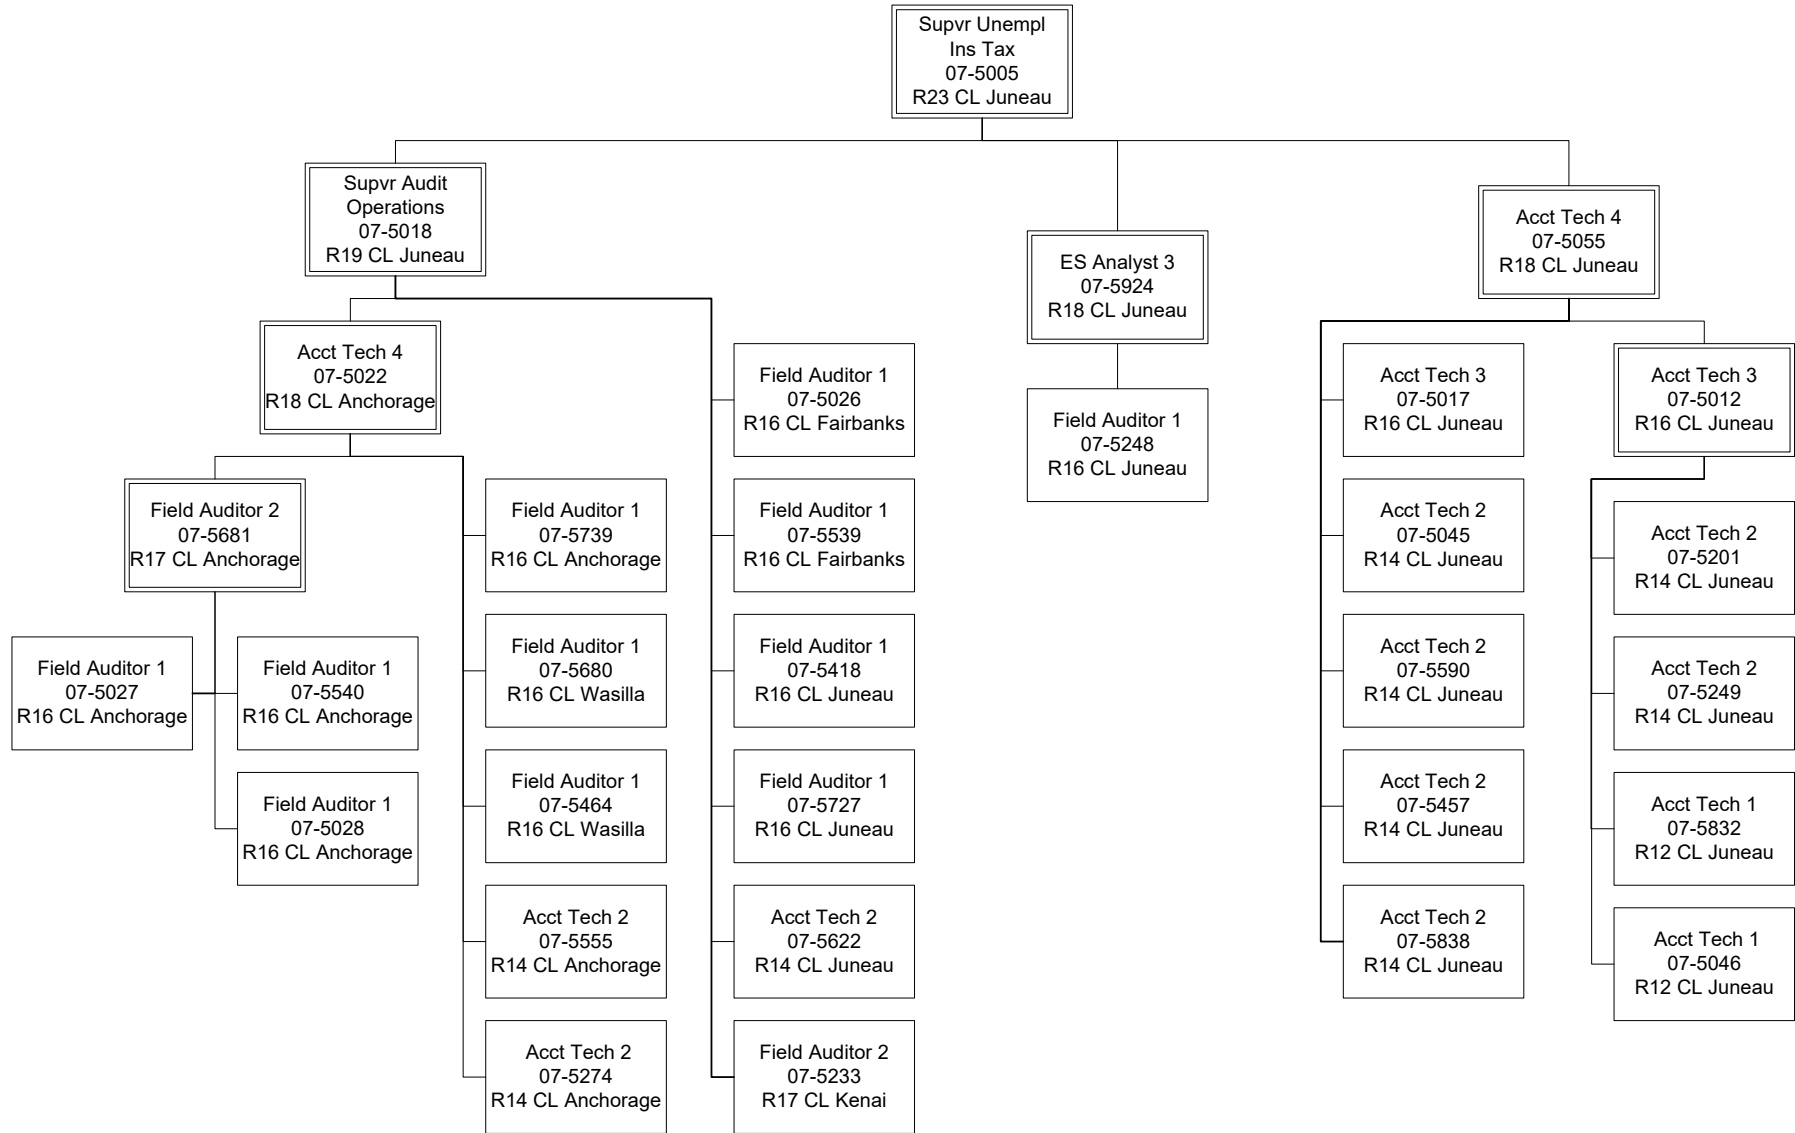 Supvr Unempl
Ins Tax
07-5005
R23 CL Juneau
Supvr Audit
Operations
07-5018
R19 CL Juneau
Acct Tech 4
07-5022
R18 CL Anchorage
Field Auditor 2
07-5681
R17 CL Anchorage
Field Auditor 1
07-5027
R16 CL Anchorage
Field Auditor 1
07-5540
R16 CL Anchorage
Field Auditor 1
07-5028
R16 CL Anchorage
Field Auditor 1
07-5739
R16 CL Anchorage
Field Auditor 1
07-5680
R16 CL Wasilla
Field Auditor 1
07-5464
R16 CL Wasilla
Acct Tech 2
07-5555
R14 CL Anchorage
Acct Tech 2
07-5274
R14 CL Anchorage
Field Auditor 1
07-5026
R16 CL Fairbanks
Field Auditor 1
07-5539
R16 CL Fairbanks
Field Auditor 1
07-5418
R16 CL Juneau
Field Auditor 1
07-5727
R16 CL Juneau
Acct Tech 2
07-5622
R14 CL Juneau
Field Auditor 2
07-5233
R17 CL Kenai
ES Analyst 3
07-5924
R18 CL Juneau
Field Auditor 1
07-5248
R16 CL Juneau
Acct Tech 4
07-5055
R18 CL Juneau
Acct Tech 3
07-5017
R16 CL Juneau
Acct Tech 2
07-5045
R14 CL Juneau
Acct Tech 2
07-5590
R14 CL Juneau
Acct Tech 2
07-5457
R14 CL Juneau
Acct Tech 2
07-5838
R14 CL Juneau
Acct Tech 3
07-5012
R16 CL Juneau
Acct Tech 2
07-5201
R14 CL Juneau
Acct Tech 2
07-5249
R14 CL Juneau
Acct Tech 1
07-5832
R12 CL Juneau
Acct Tech 1
07-5046
R12 CL Juneau